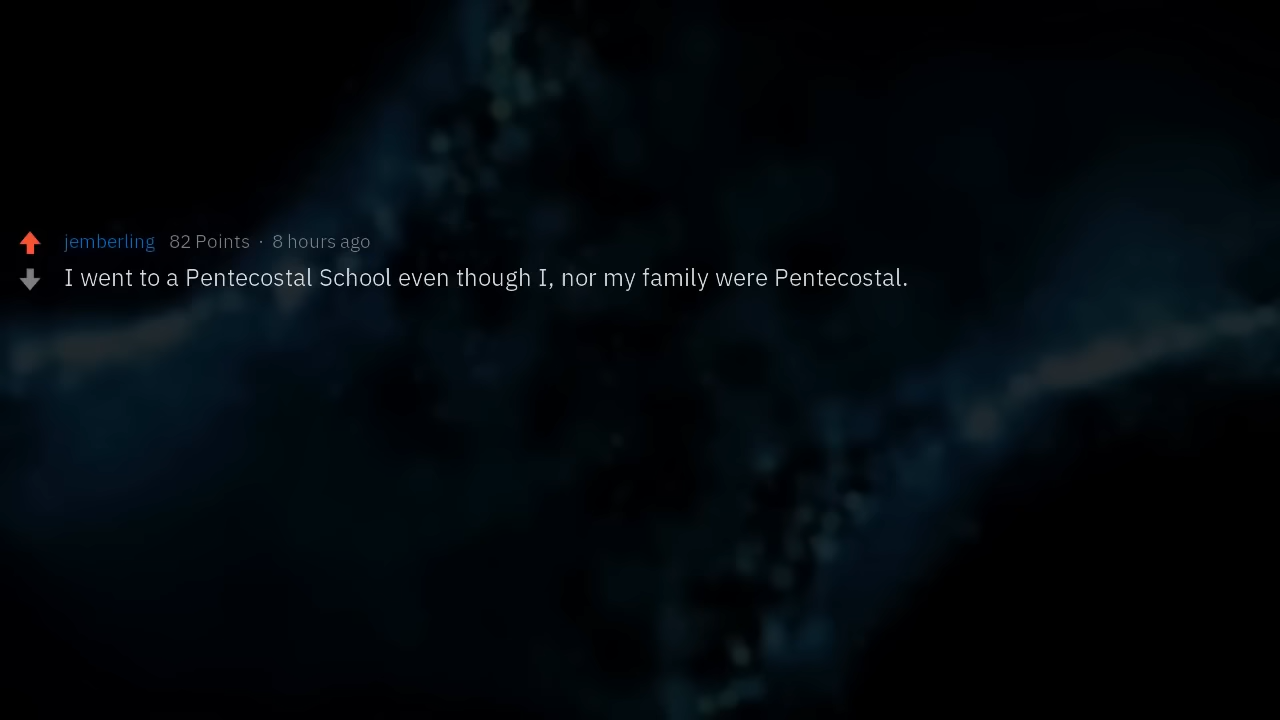 jemberling 82 Points · 8 hours ago
I went to a Pentecostal School even though I, nor my family were Pentecostal.